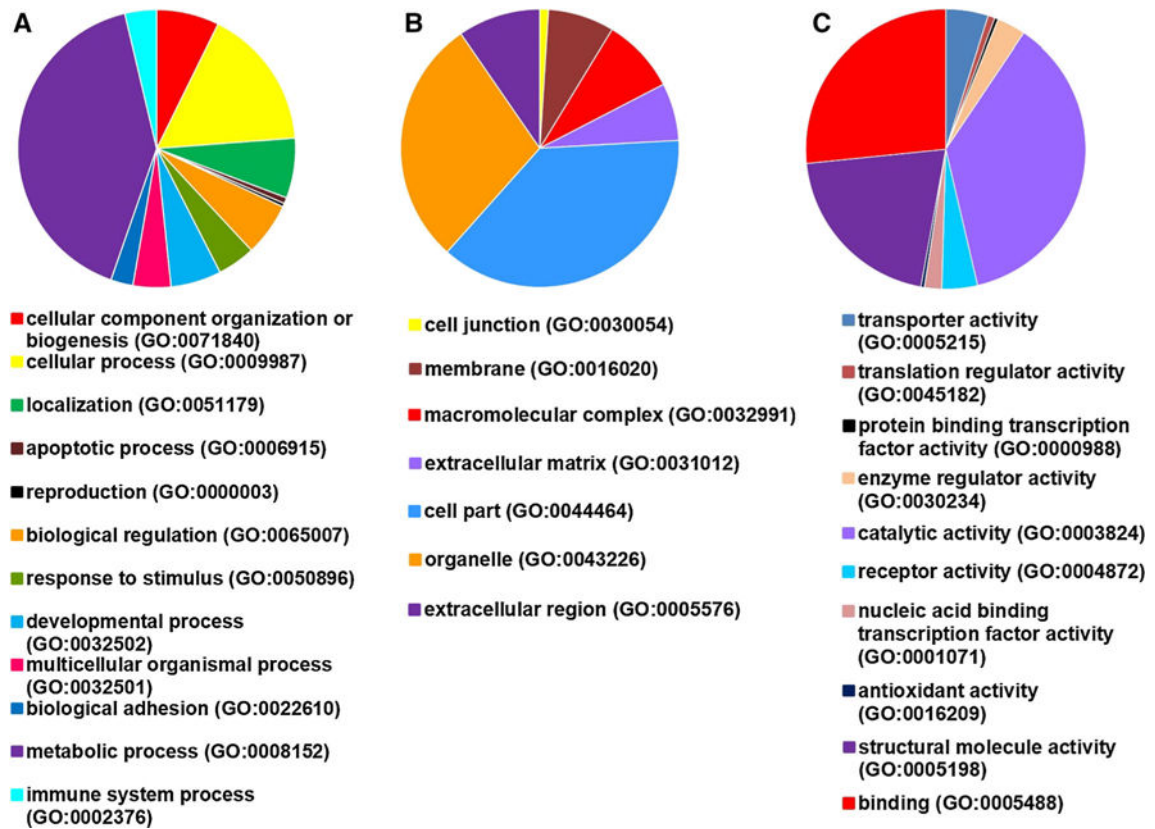 A
B
C
cellular component organization or
biogenesis (GO:0071840)
cellular process (GO:0009987)
localization (GO:0051179)
apoptotic process (GO:0006915)
reproduction (GO:0000003)
biological regulation (GO:0065007)
response to stimulus (GO:0050896)
developmental process
(GO:0032502)
multicellular organismal process
(GO:0032501)
biological adhesion (GO:0022610)
metabolic process (GO:0008152)
immune system process
(GO:0002376)
cell junction (GO:0030054)
membrane (GO:0016020)
macromolecular complex (GO:0032991)
extracellular matrix (GO:0031012)
cell part (GO:0044464)
organelle (GO:0043226)
extracellular region (GO:0005576)
transporter activity
(GO:0005215)
translation regulator activity
(GO:0045182)
protein binding transcription
factor activity (GO:0000988)
enzyme regulator activity
(GO:0030234)
catalytic activity (GO:0003824)
receptor activity (GO:0004872)
nucleic acid binding
transcription factor activity
(GO:0001071)
antioxidant activity
(GO:0016209)
structural molecule activity
(GO:0005198)
binding (GO:0005488)